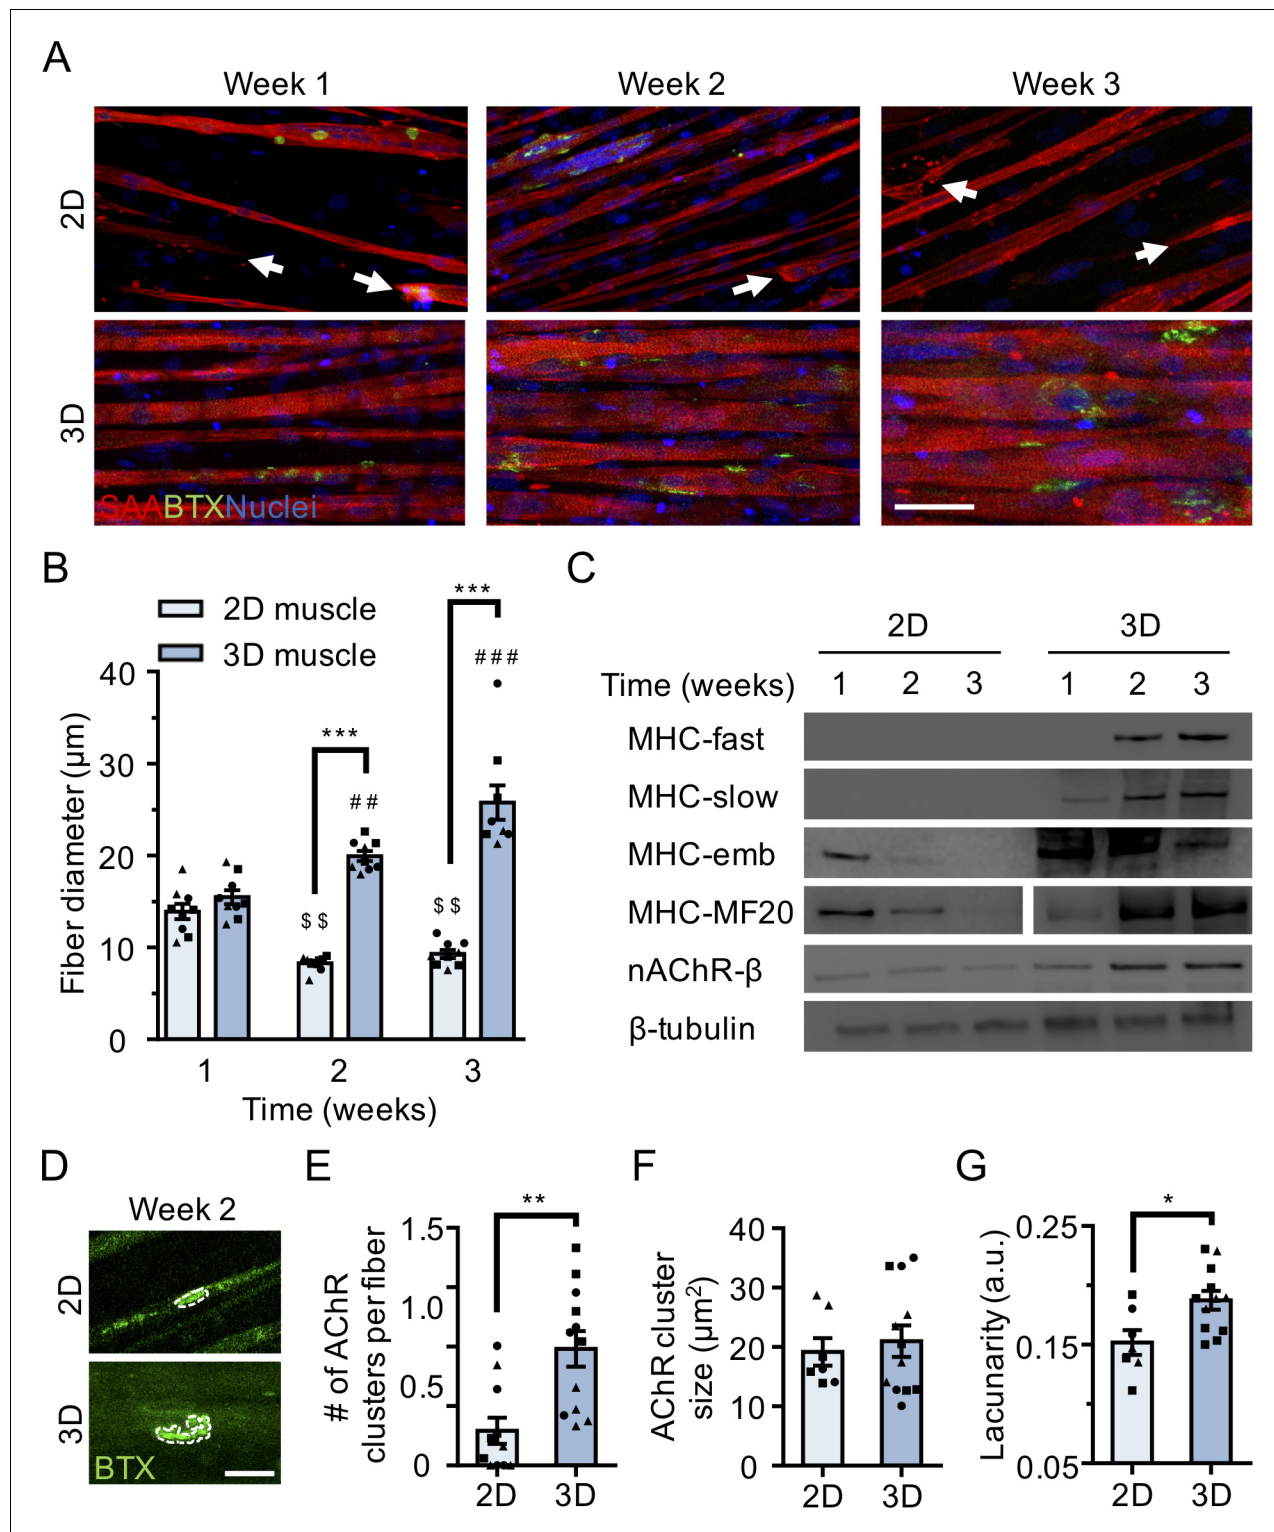 A
Week 1
Week 2
Week 3
2D
3D
SAABTXNuclei
B
2D muscle
3D muscle
Fiber diameter (µm)
40
30
20
10
0
***
##
$$
***
###
$$
1
2
3
Time (weeks)
C
2D
3D
Time (weeks)
1
2
3
1
2
3
MHC-fast
MHC-slow
MHC-emb
MHC-MF20
nAChR-β
β-tubulin
D
Week 2
2D
3D
BTX
E
# of AChR
clusters per fiber
1.5
1.0
0.5
0
**
2D
3D
F
AChR cluster
size (µm²)
40
30
20
10
0
2D
3D
G
Lacunarity (a.u.)
0.25
0.15
0.05
*
2D
3D